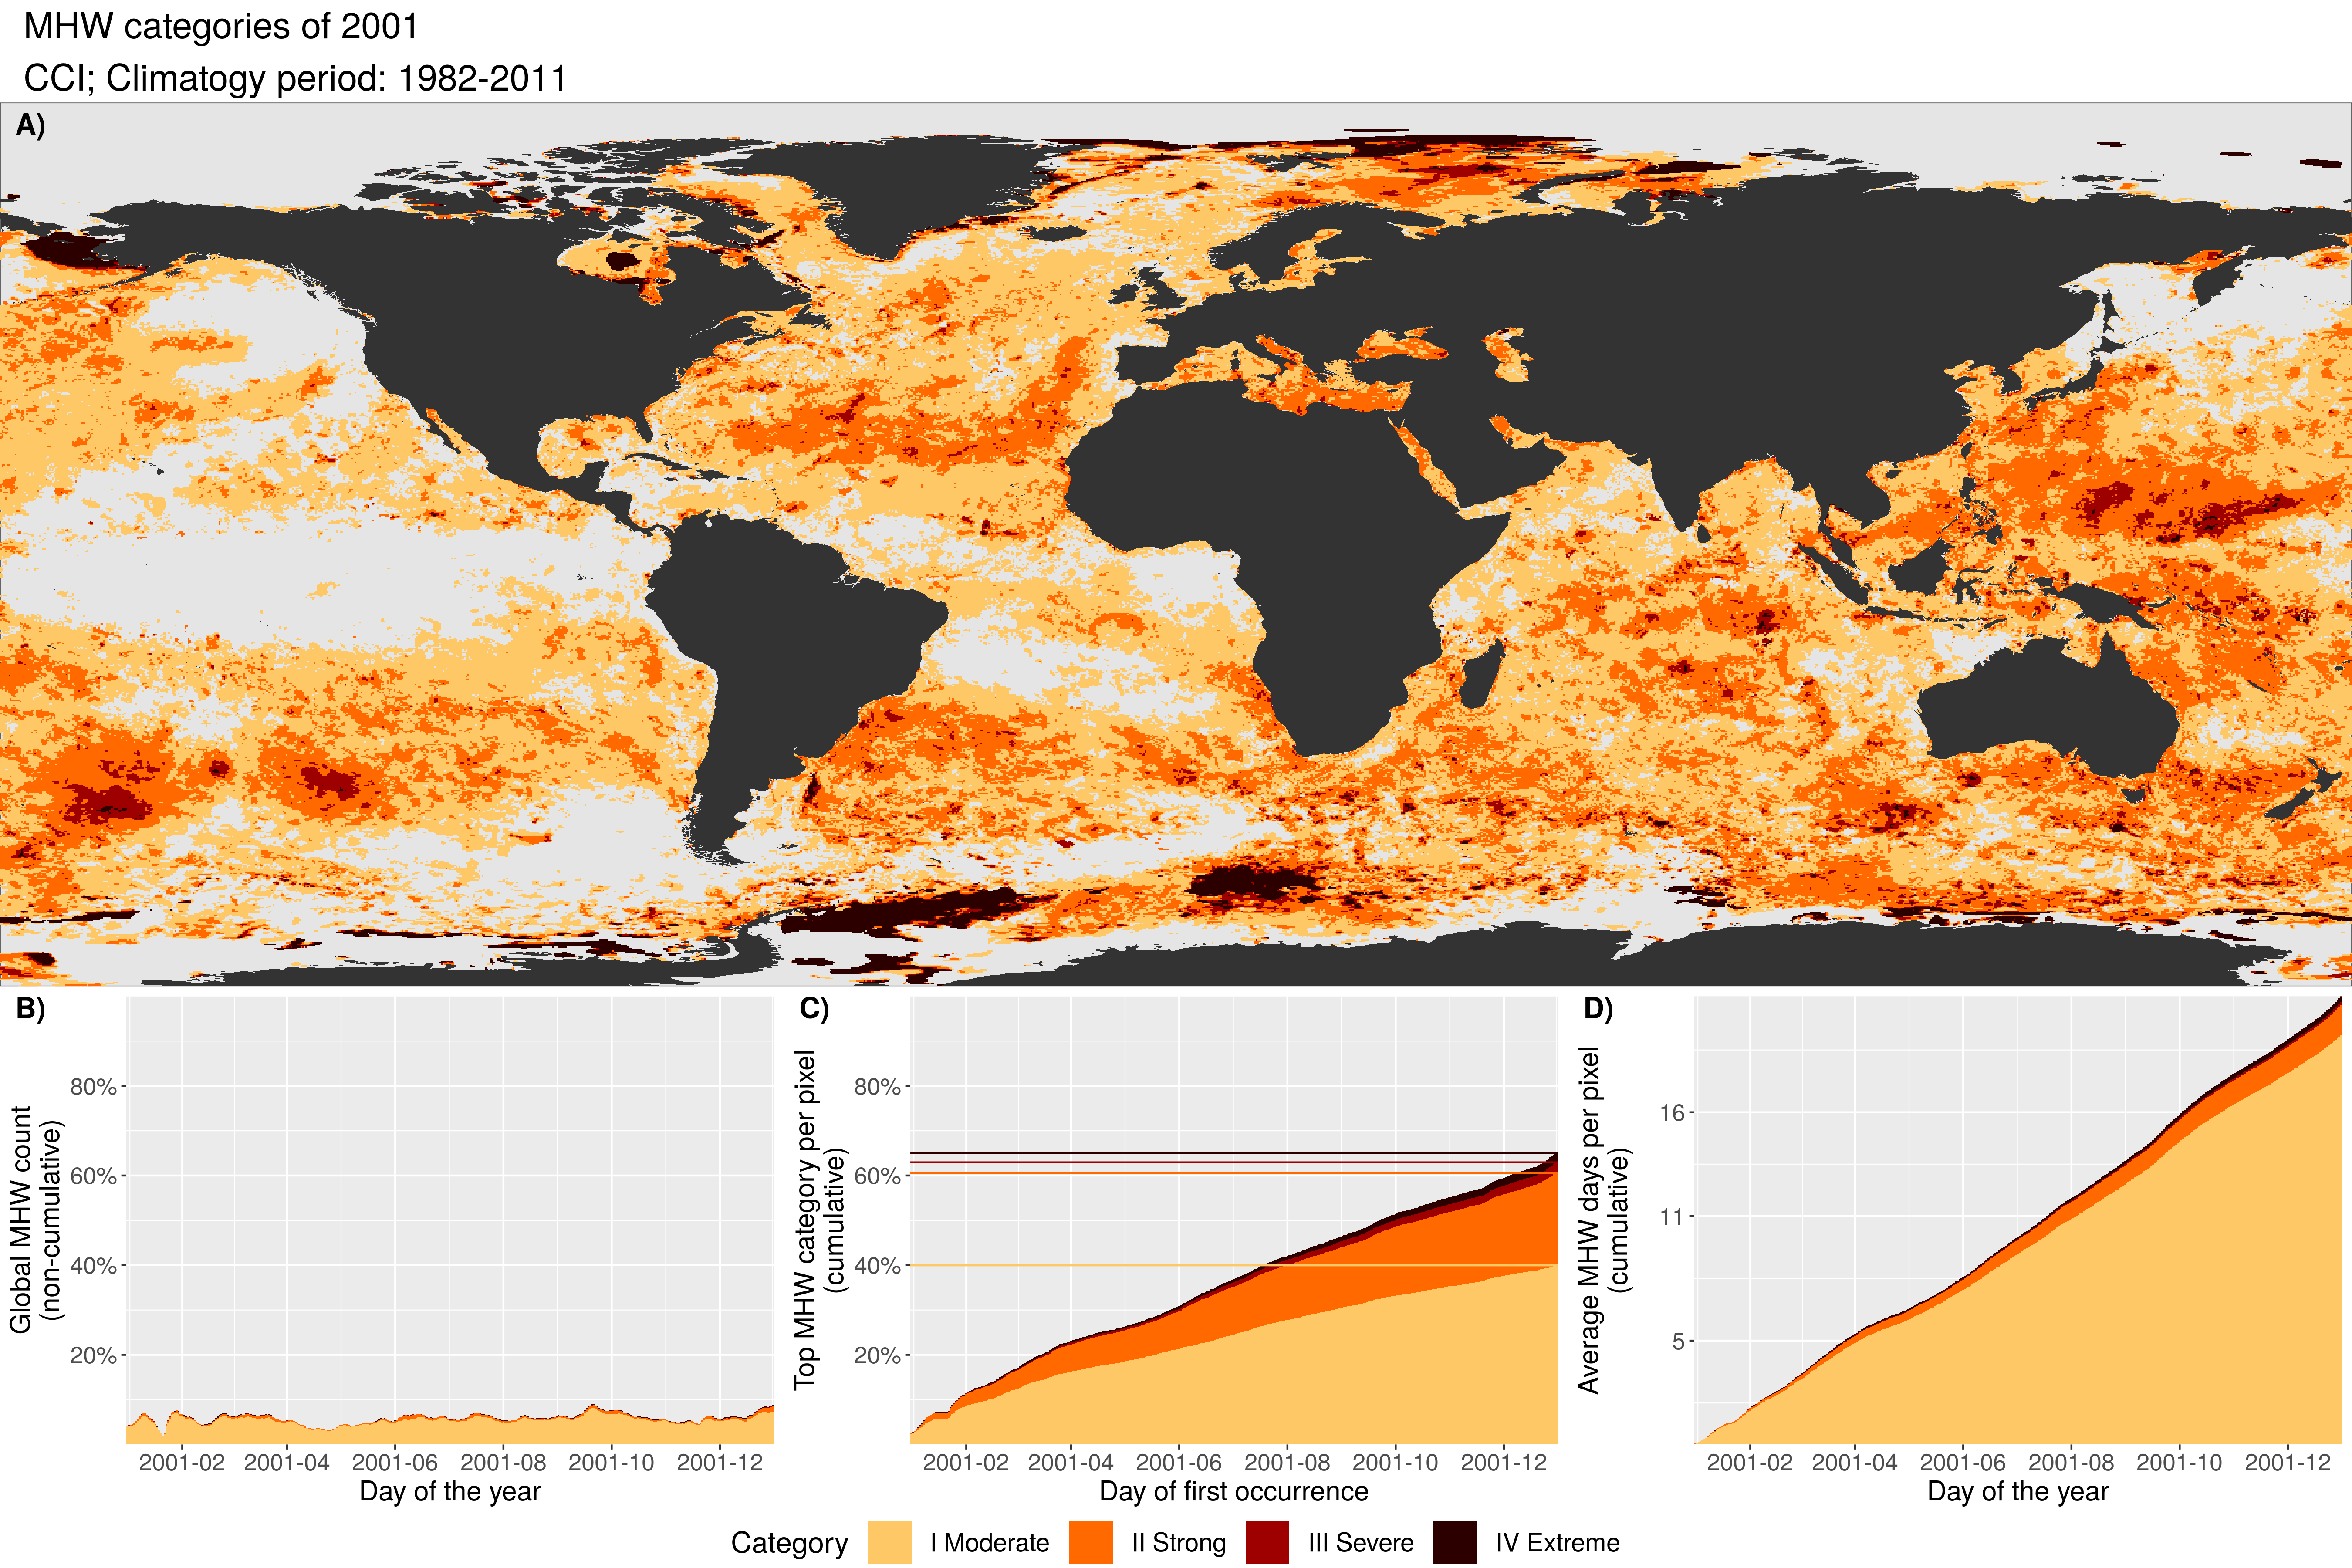 MHW categories of 2001
CCI; Climatogy period: 1982-2011
A)
B)
Global MHW count
(non-cumulative)
80%
60%
40%
20%
2001-02 2001-04 2001-06 2001-08 2001-10 2001-12
Day of the year
C)
Top MHW category per pixel
(cumulative)
80%
60%
40%
20%
2001-02 2001-04 2001-06 2001-08 2001-10 2001-12
Day of first occurrence
D)
Average MHW days per pixel
(cumulative)
16
11
5
2001-02 2001-04 2001-06 2001-08 2001-10 2001-12
Day of the year
Category I Moderate II Strong III Severe IV Extreme